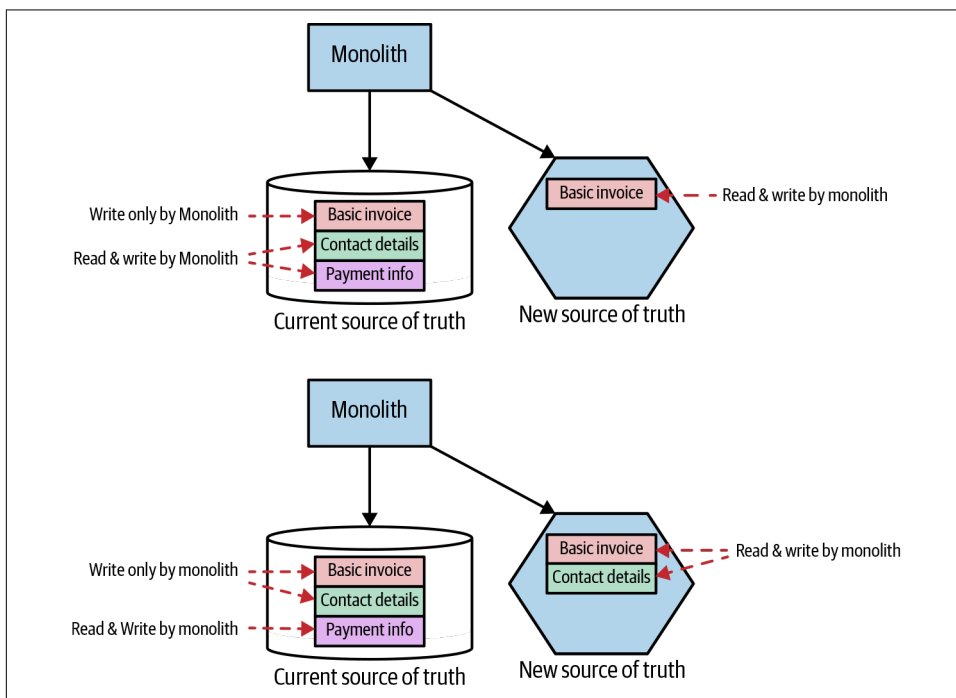 Monolith
Write only by Monolith
Basic invoice
Basic invoice
Read & write by monolith
Read & write by Monolith
Contact details
Payment info
Current source of truth
New source of truth
Monolith
Write only by monolith
Basic invoice
Basic invoice
Read & write by monolith
Contact details
Contact details
Read & Write by monolith
Payment info
Current source of truth
New source of truth